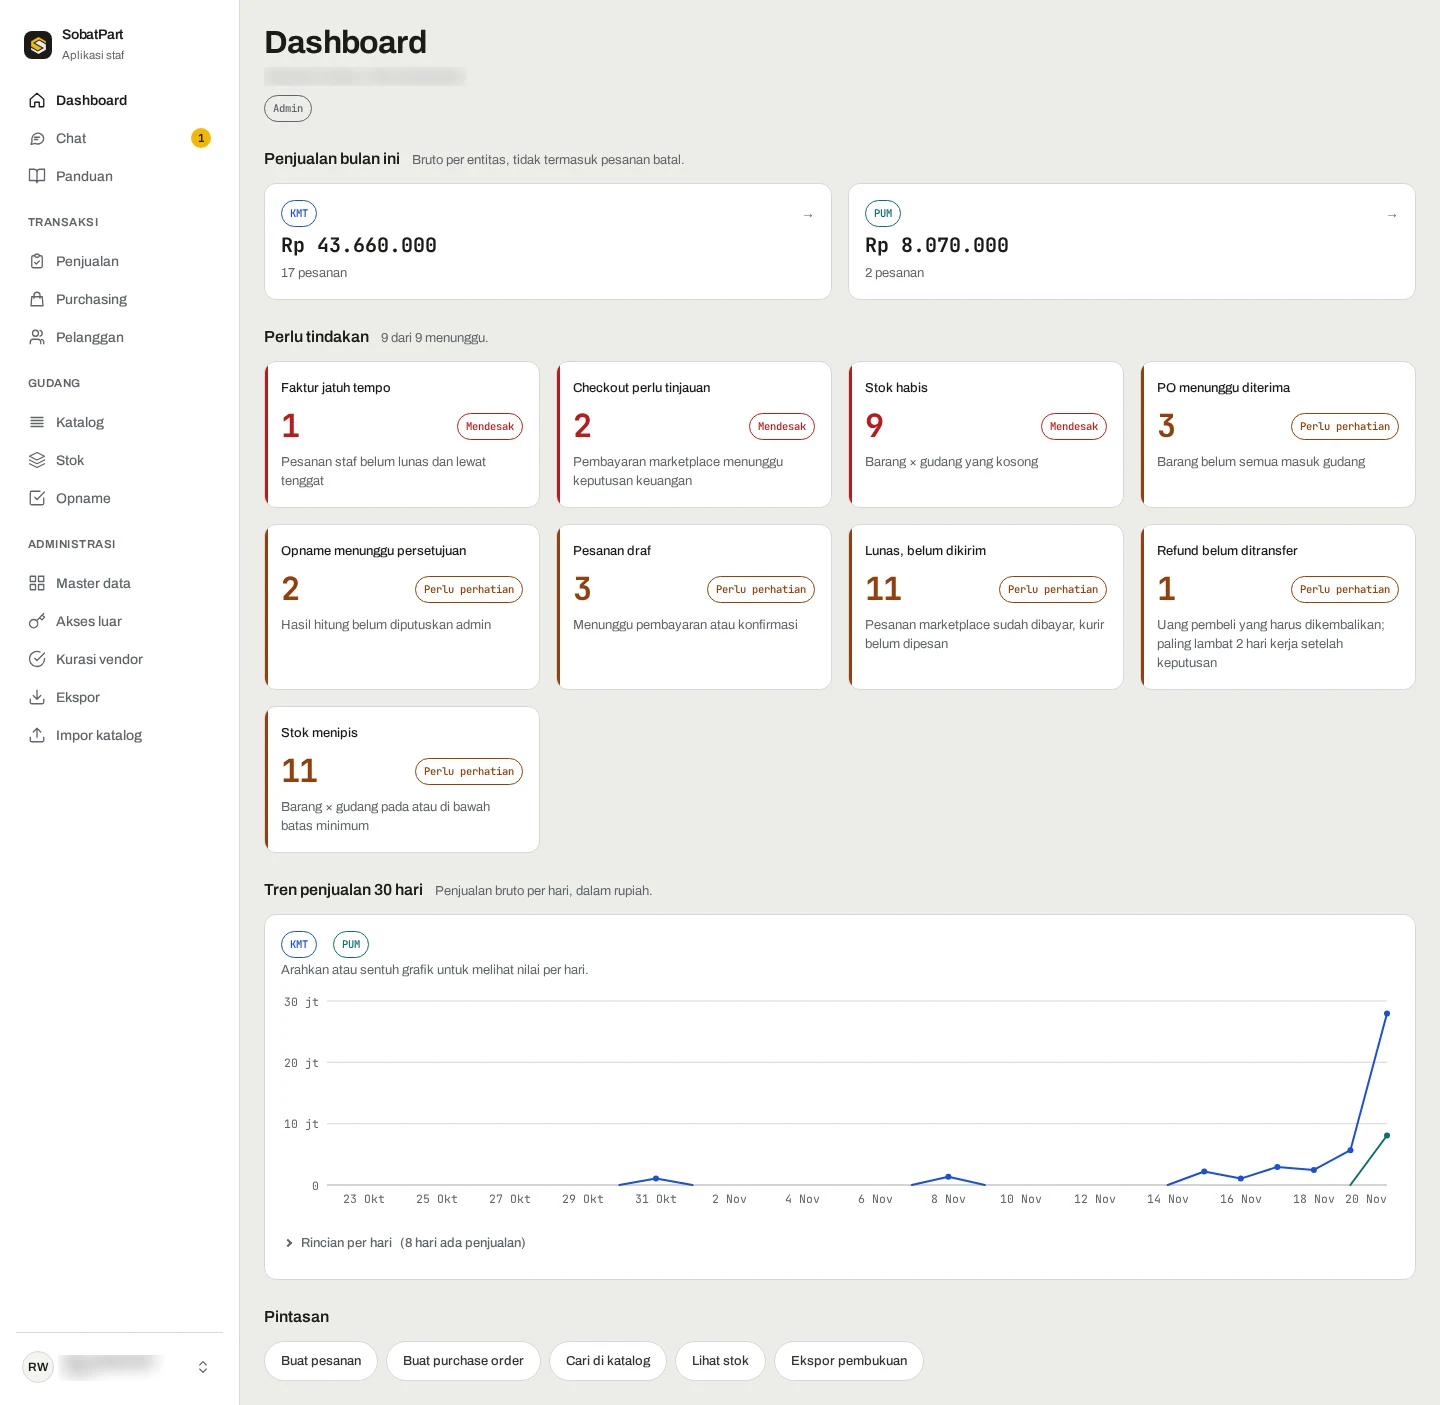 SobatPart
Aplikasi staf
Dashboard
Chat
1
Panduan
TRANSAKSI
Penjualan
Purchasing
Pelanggan
GUDANG
Katalog
Stok
Opname
ADMINISTRASI
Master data
Akses luar
Kurasi vendor
Ekspor
Impor katalog
RW
Dashboard
Admin
Penjualan bulan ini Bruto per entitas, tidak termasuk pesanan batal.
KMT →
Rp 43.660.000
17 pesanan
PUM →
Rp 8.070.000
2 pesanan
Perlu tindakan 9 dari 9 menunggu.
Faktur jatuh tempo
1 Mendesak
Pesanan staf belum lunas dan lewat
tenggat
Checkout perlu tinjauan
2 Mendesak
Pembayaran marketplace menunggu
keputusan keuangan
Stok habis
9 Mendesak
Barang × gudang yang kosong
PO menunggu diterima
3 Perlu perhatian
Barang belum semua masuk gudang
Opname menunggu persetujuan
2 Perlu perhatian
Hasil hitung belum diputuskan admin
Pesanan draf
3 Perlu perhatian
Menunggu pembayaran atau konfirmasi
Lunas, belum dikirim
11 Perlu perhatian
Pesanan marketplace sudah dibayar, kurir
belum dipesan
Refund belum ditransfer
1 Perlu perhatian
Uang pembeli yang harus dikembalikan;
paling lambat 2 hari kerja setelah
keputusan
Stok menipis
11 Perlu perhatian
Barang × gudang pada atau di bawah
batas minimum
Tren penjualan 30 hari Penjualan bruto per hari, dalam rupiah.
KMT PUM
Arahkan atau sentuh grafik untuk melihat nilai per hari.
30 jt
20 jt
10 jt
0
23 Okt 25 Okt 27 Okt 29 Okt 31 Okt 2 Nov 4 Nov 6 Nov 8 Nov 10 Nov 12 Nov 14 Nov 16 Nov 18 Nov 20 Nov
Rincian per hari (8 hari ada penjualan)
Pintasan
Buat pesanan Buat purchase order Cari di katalog Lihat stok Ekspor pembukuan